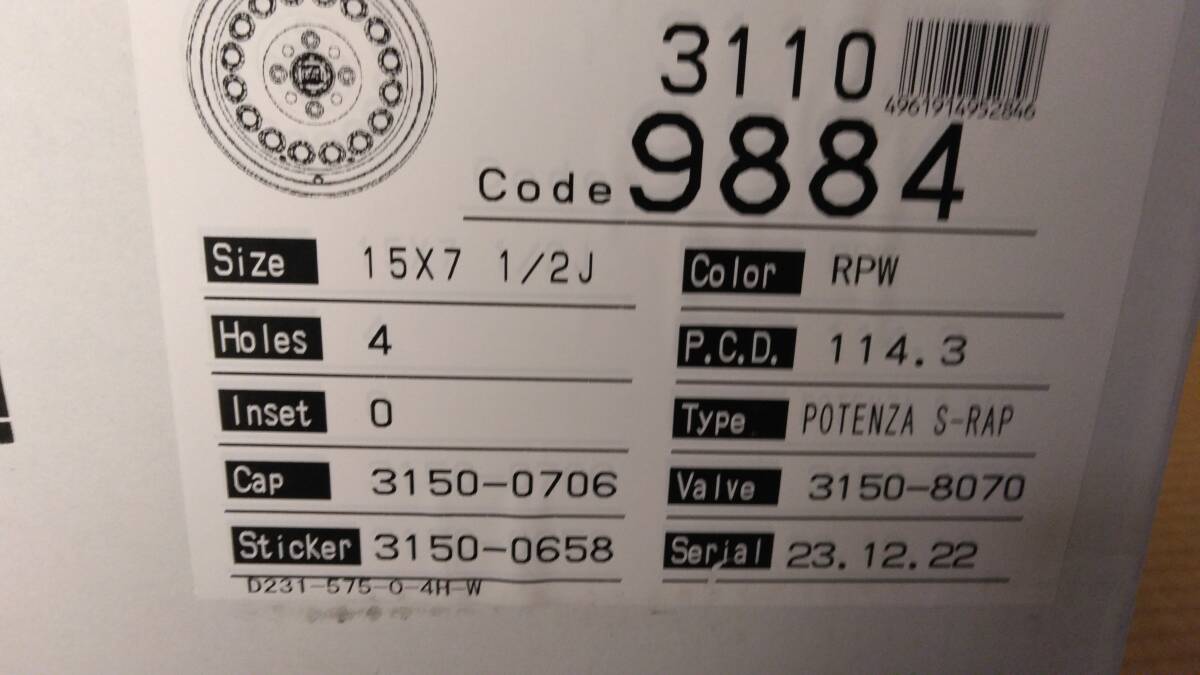 3110
4961914952846
Code 9884
Size 15X7 1/2J Color RPW
Holes 4 P.C.D. 114.3
Inset 0 Type POTENZA S-RAP
Cap 3150-0706 Valve 3150-8070
Sticker 3150-0658 Serial 23.12.22
D231-575-0-4H-W